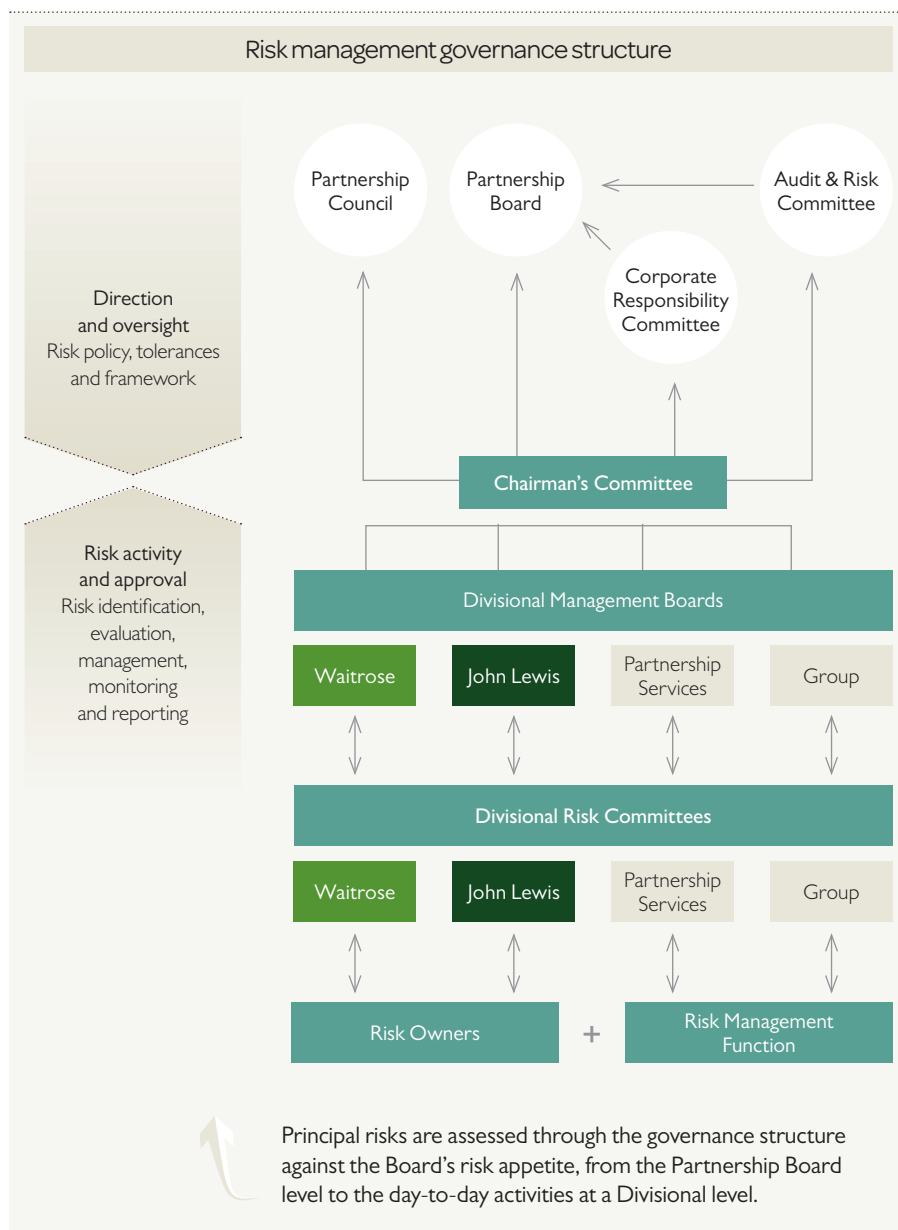 Risk management governance structure
Partnership
Council
Partnership
Board
Audit & Risk
Committee
Corporate
Responsibility
Committee
Direction
and oversight
Risk policy, tolerances
and framework
Chairman’s Committee
Risk activity
and approval
Risk identification,
evaluation,
management,
monitoring
and reporting
Divisional Management Boards
Waitrose
John Lewis
Partnership
Services
Group
Divisional Risk Committees
Waitrose
John Lewis
Partnership
Services
Group
Risk Owners
+
Risk Management
Function
Principal risks are assessed through the governance structure
against the Board’s risk appetite, from the Partnership Board
level to the day-to-day activities at a Divisional level.